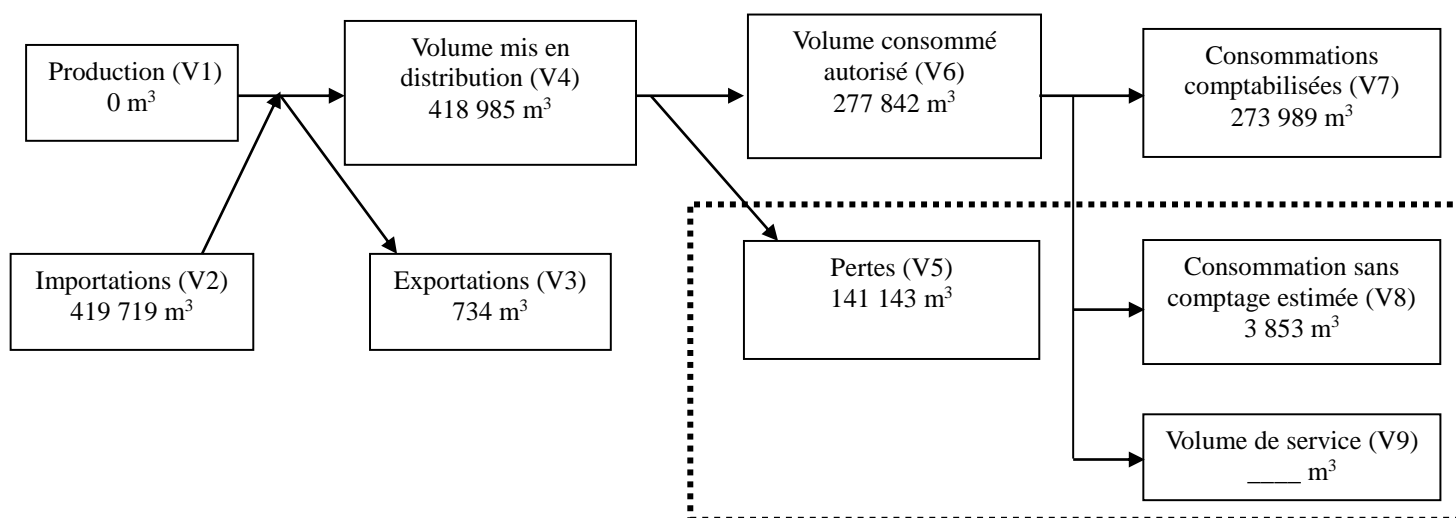 Production (V1)
0 m³
Volume mis en
distribution (V4)
418 985 m³
Volume consommé
autorisé (V6)
277 842 m³
Consommations
comptabilisées (V7)
273 989 m³
Importations (V2)
419 719 m³
Exportations (V3)
734 m³
Pertes (V5)
141 143 m³
Consommation sans
comptage estimée (V8)
3 853 m³
Volume de service (V9)
____ m³